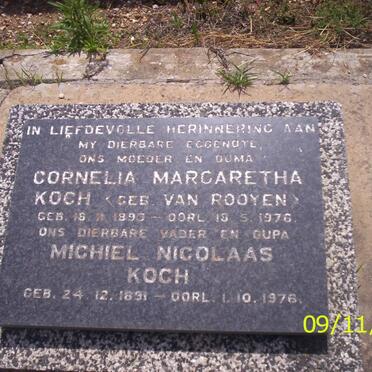 IN LIEFDEVOLLE HERINNERING AAN
MY DIERBARE EGGENOTE,
ONS MOEDER EN OUMA
CORNELIA MARGARETHA
KOCH (GEB. VAN ROOYEN)
GEB. 18. 11. 1893 – OORL. 18. 5. 1976.
ONS DIERBARE VADER EN OUPA
MICHIEL NICOLAAS
KOCH
GEB. 24. 12. 1891 – OORL. 1. 10. 1976.
09/11/